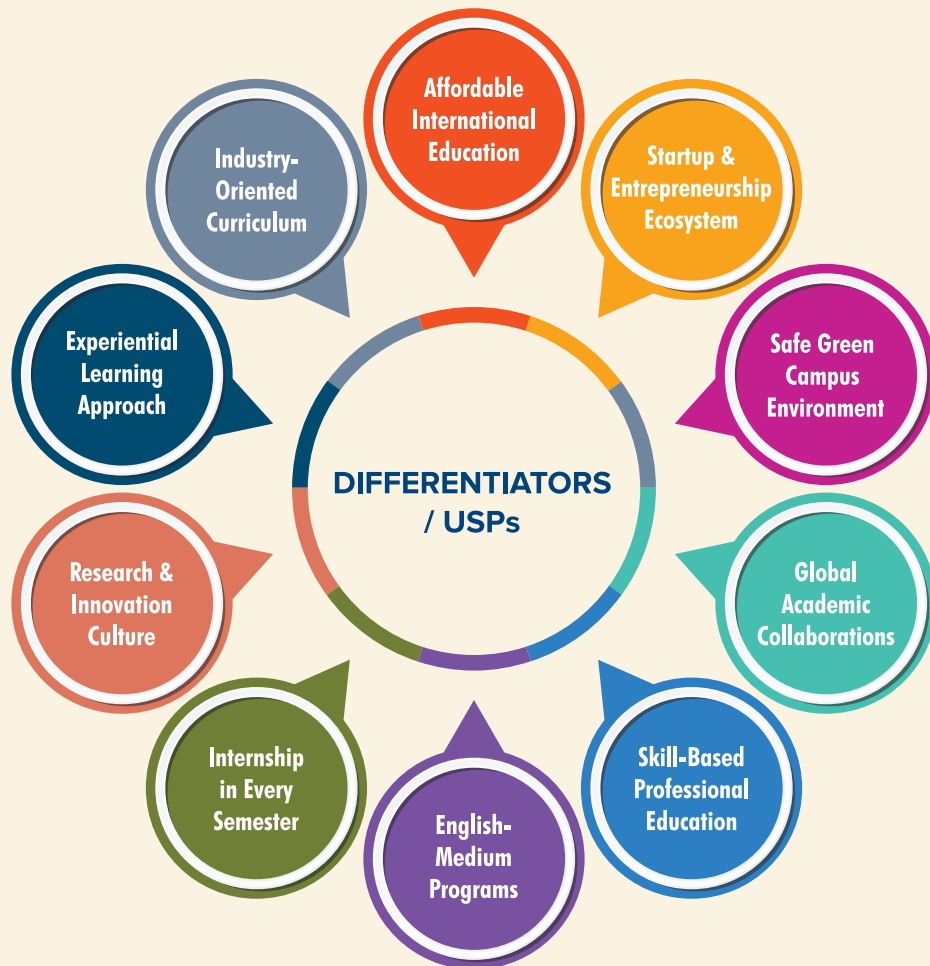 Affordable
International
Education
Startup &
Entrepreneurship
Ecosystem
Safe Green
Campus
Environment
Global
Academic
Collaborations
Skill-Based
Professional
Education
English-
Medium
Programs
Internship
in Every
Semester
Research &
Innovation
Culture
Experiential
Learning
Approach
Industry-
Oriented
Curriculum
DIFFERENTIATORS
/ USPs